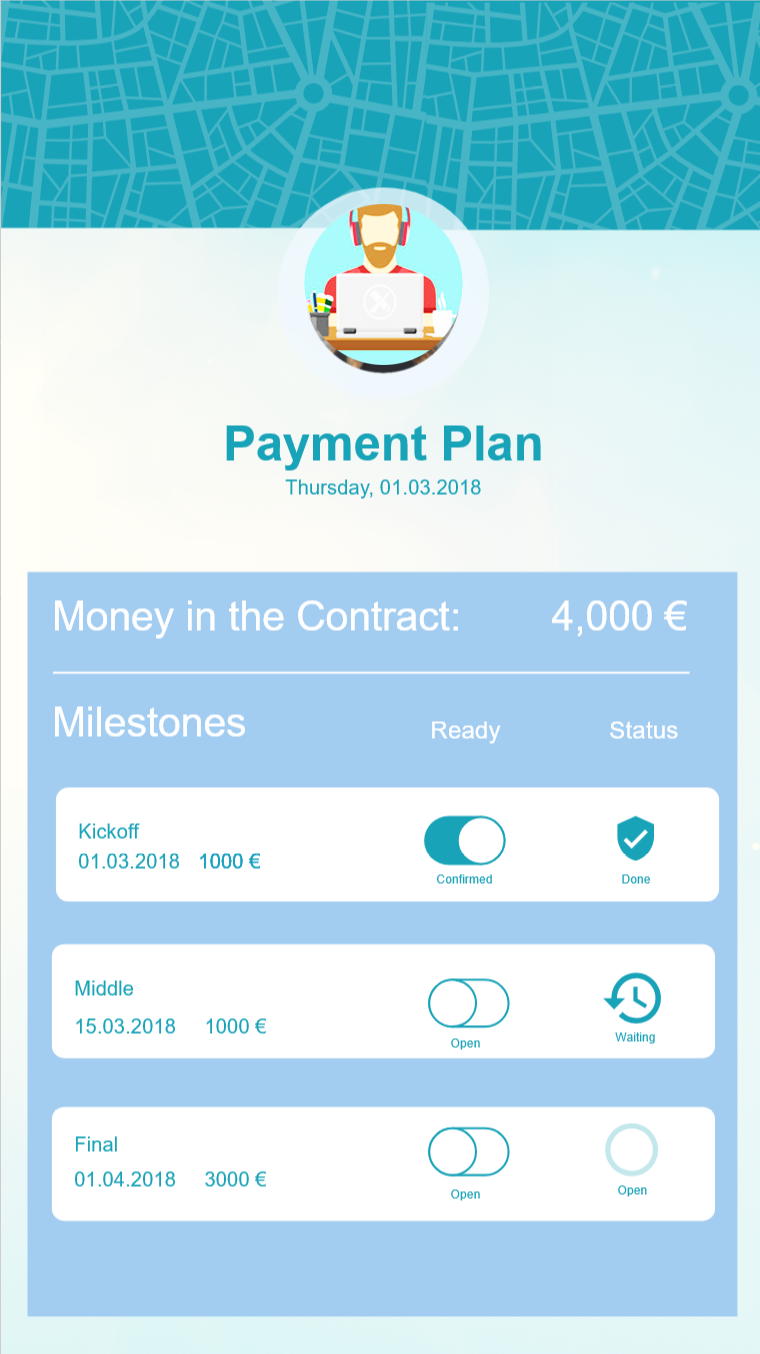 Payment Plan
Thursday, 01.03.2018
Money in the Contract: 4,000 €
Milestones Ready Status
Kickoff
01.03.2018 1000 €
Confirmed Done
Middle
15.03.2018 1000 €
Open Waiting
Final
01.04.2018 3000 €
Open Open